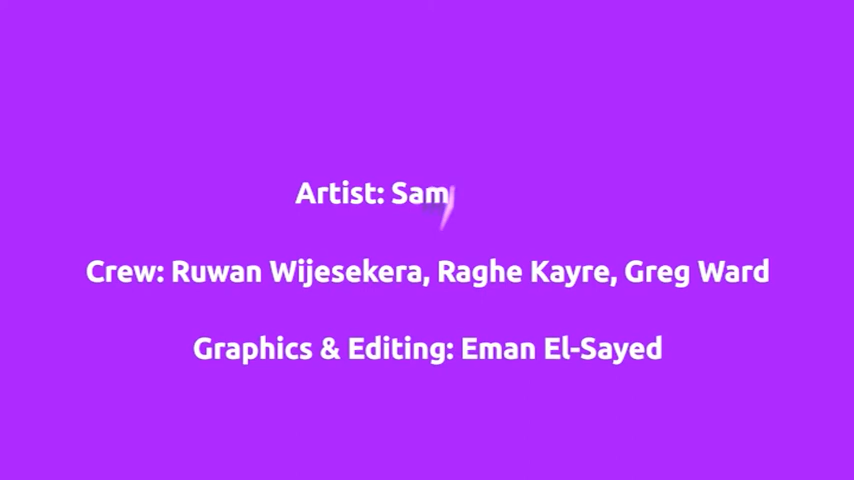 Artist: Sam
Crew: Ruwan Wijesekera, Raghe Kayre, Greg Ward
Graphics & Editing: Eman El-Sayed